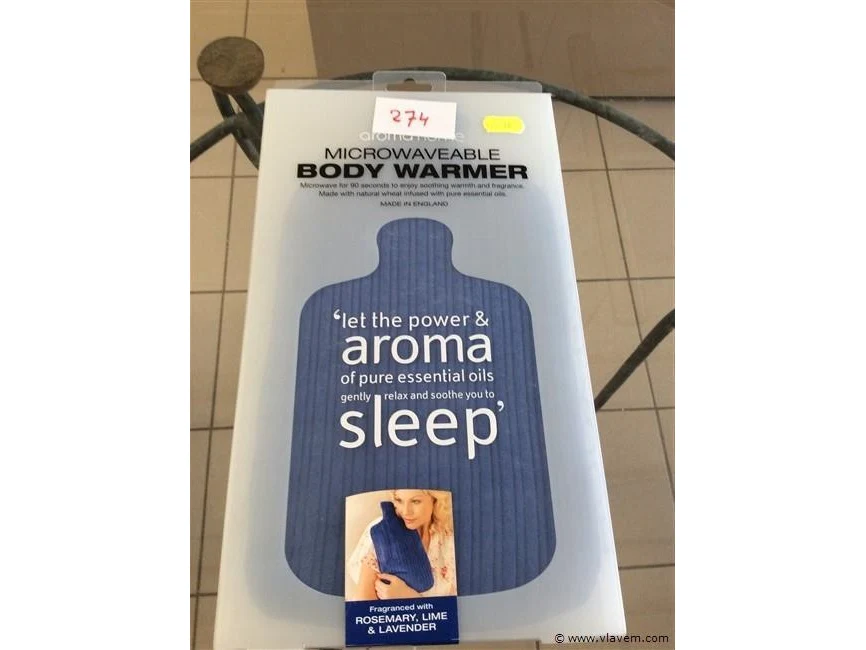 274
aroma home
MICROWAVEABLE
BODY WARMER
Microwave for 90 seconds to enjoy soothing warmth and fragrance.
Made with natural wheat infused with pure essential oils.
MADE IN ENGLAND
‘let the power &
aroma
of pure essential oils
gently relax and soothe you to
sleep’
Fragranced with
ROSEMARY, LIME
& LAVENDER
© www.vlavem.com